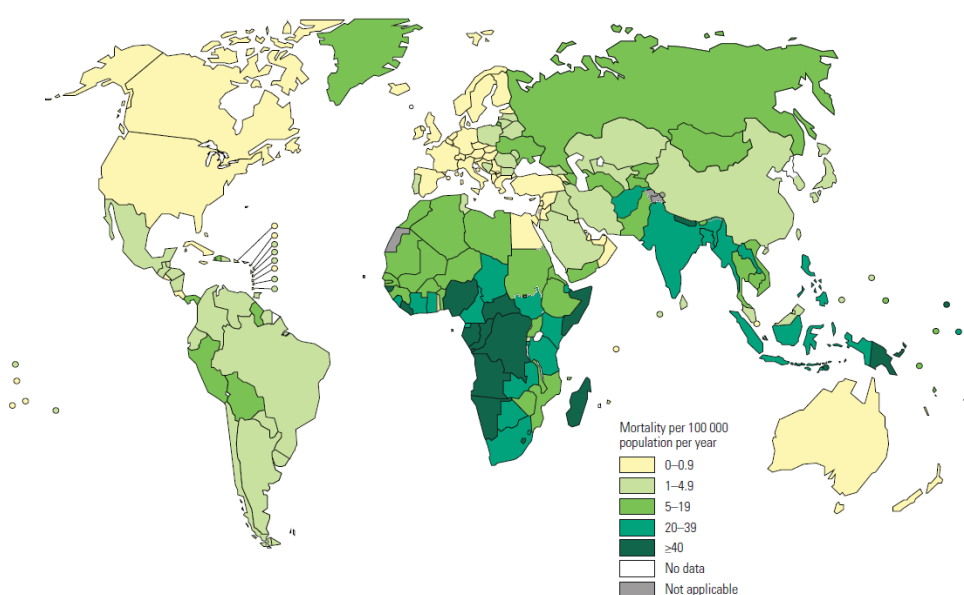 Mortality per 100 000
population per year
0–0.9
1–4.9
5–19
20–39
≥40
No data
Not applicable